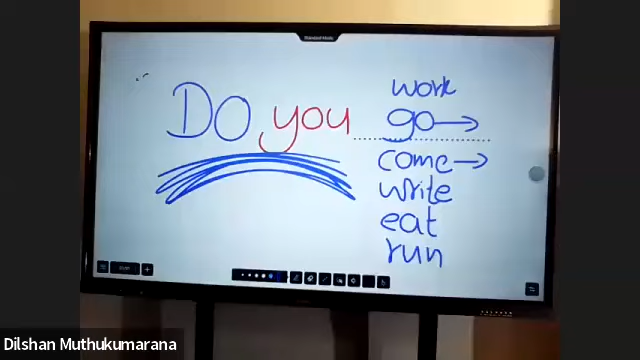 Do you
work
go →
come →
write
eat
run
Dilshan Muthukumarana